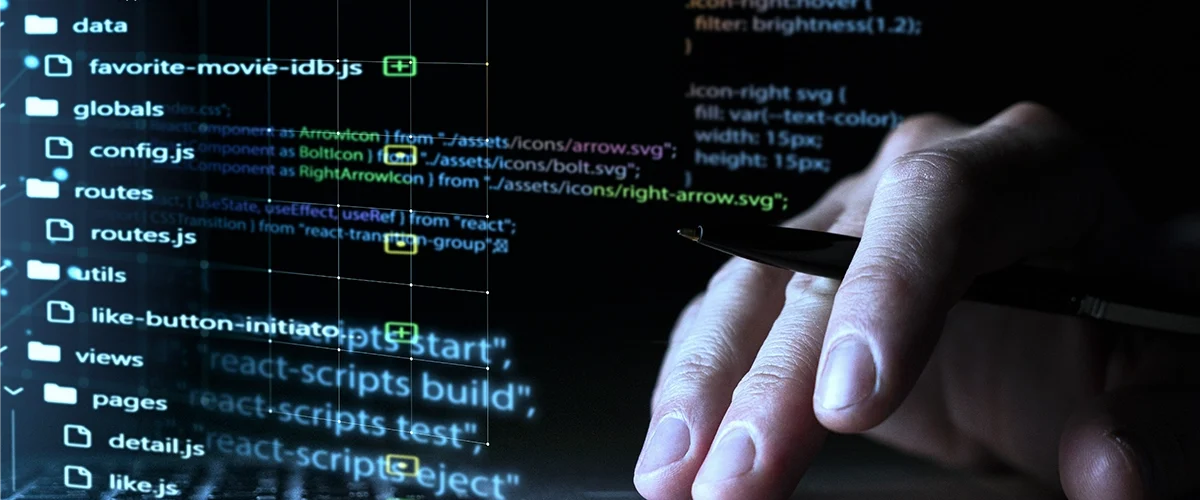 data
favorite-movie-idb.js
globals
config.js
routes
routes.js
utils
like-button-initiato...
views
pages
detail.js
like.js
index.css";
ReactComponent as ArrowIcon } from "./assets/icons/arrow.svg";
Component as BoltIcon } from "./assets/icons/bolt.svg";
Component as RightArrowIcon } from "./assets/icons/right-arrow.svg";
react, { useState, useEffect, useRef } from "react";
import { CSSTransition } from "react-transition-group"
scripts start",
"react-scripts build",
react-scripts test",
"react-scripts eject"
.icon-right:hover {
filter: brightness(1.2);
}
.icon-right svg {
fill: var(--text-color);
width: 15px;
height: 15px;
}